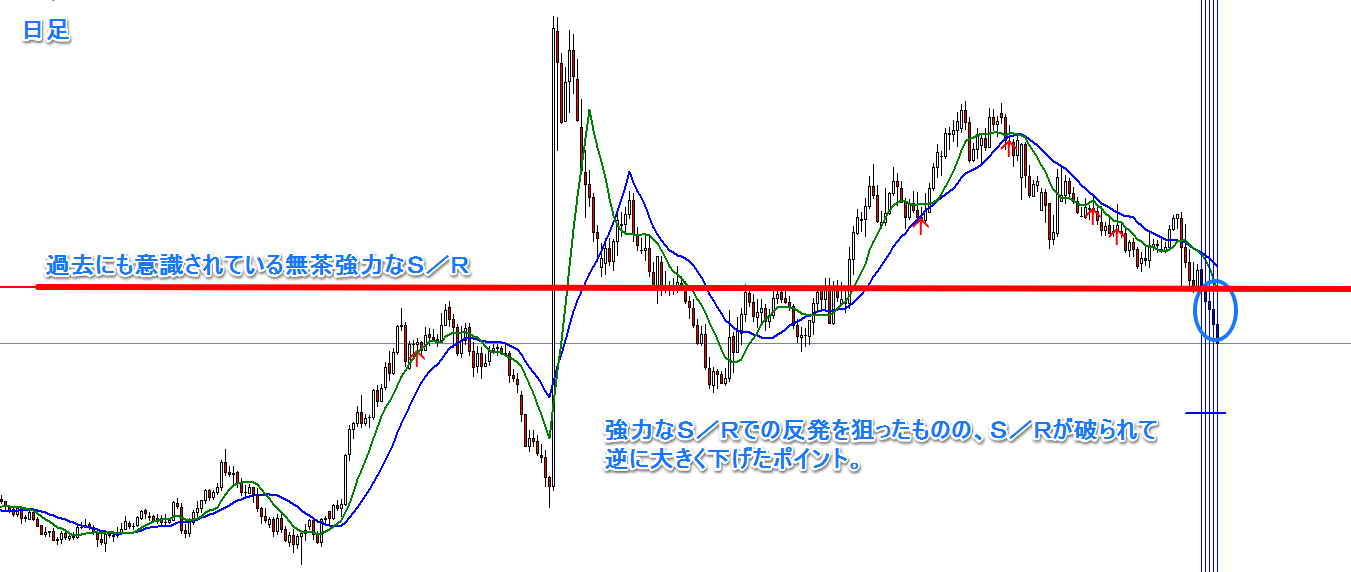 日足
過去にも意識されている無茶強力なS／R
強力なS／Rでの反発を狙ったものの、S／Rが破られて
逆に大きく下げたポイント。